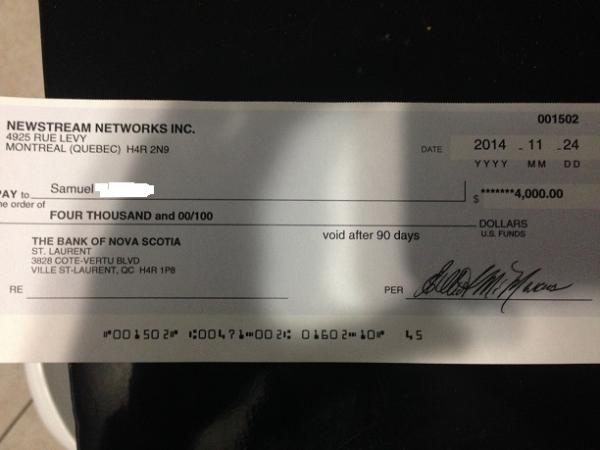 001502
NEWSTREAM NETWORKS INC.
4925 RUE LEVY
MONTREAL (QUEBEC) H4R 2N9
DATE 2014 - 11 - 24
YYYY MM DD
PAY to Samuel
the order of
$ *******4,000.00
FOUR THOUSAND and 00/100
DOLLARS
U.S. FUNDS
THE BANK OF NOVA SCOTIA
ST. LAURENT
3828 COTE-VERTU BLVD
VILLE ST-LAURENT, QC H4R 1P8
void after 90 days
RE
PER